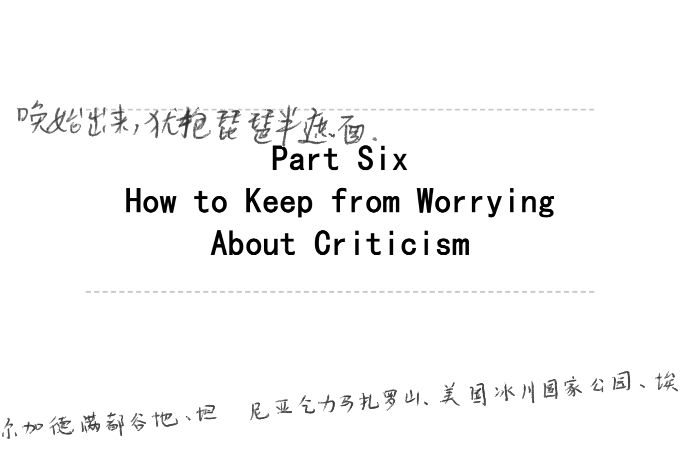 唤始出来,犹抱琵琶半遮面.
Part Six
How to Keep from Worrying
About Criticism
尔加德满都谷地、坦 尼亚乞力马扎罗山、美国冰川国家公园、埃